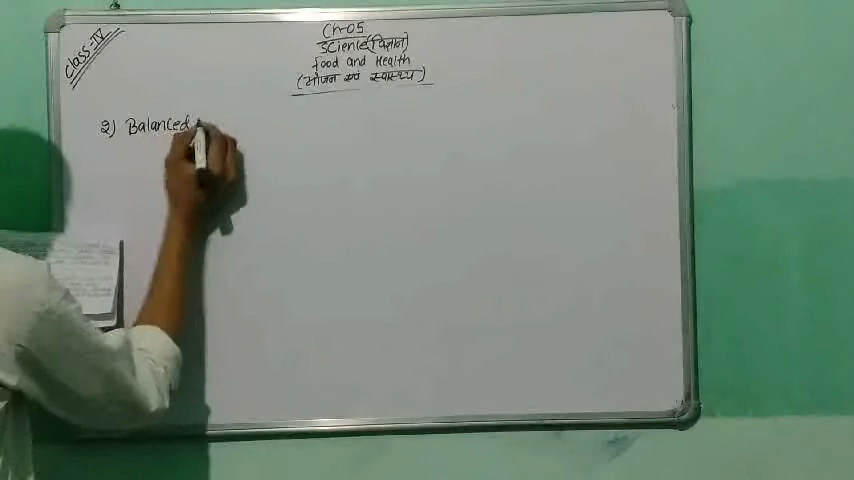 Class-IV
Ch-05
Science (विज्ञान)
Food and Health
(भोजन एवं स्वास्थ्य)
2) Balanced